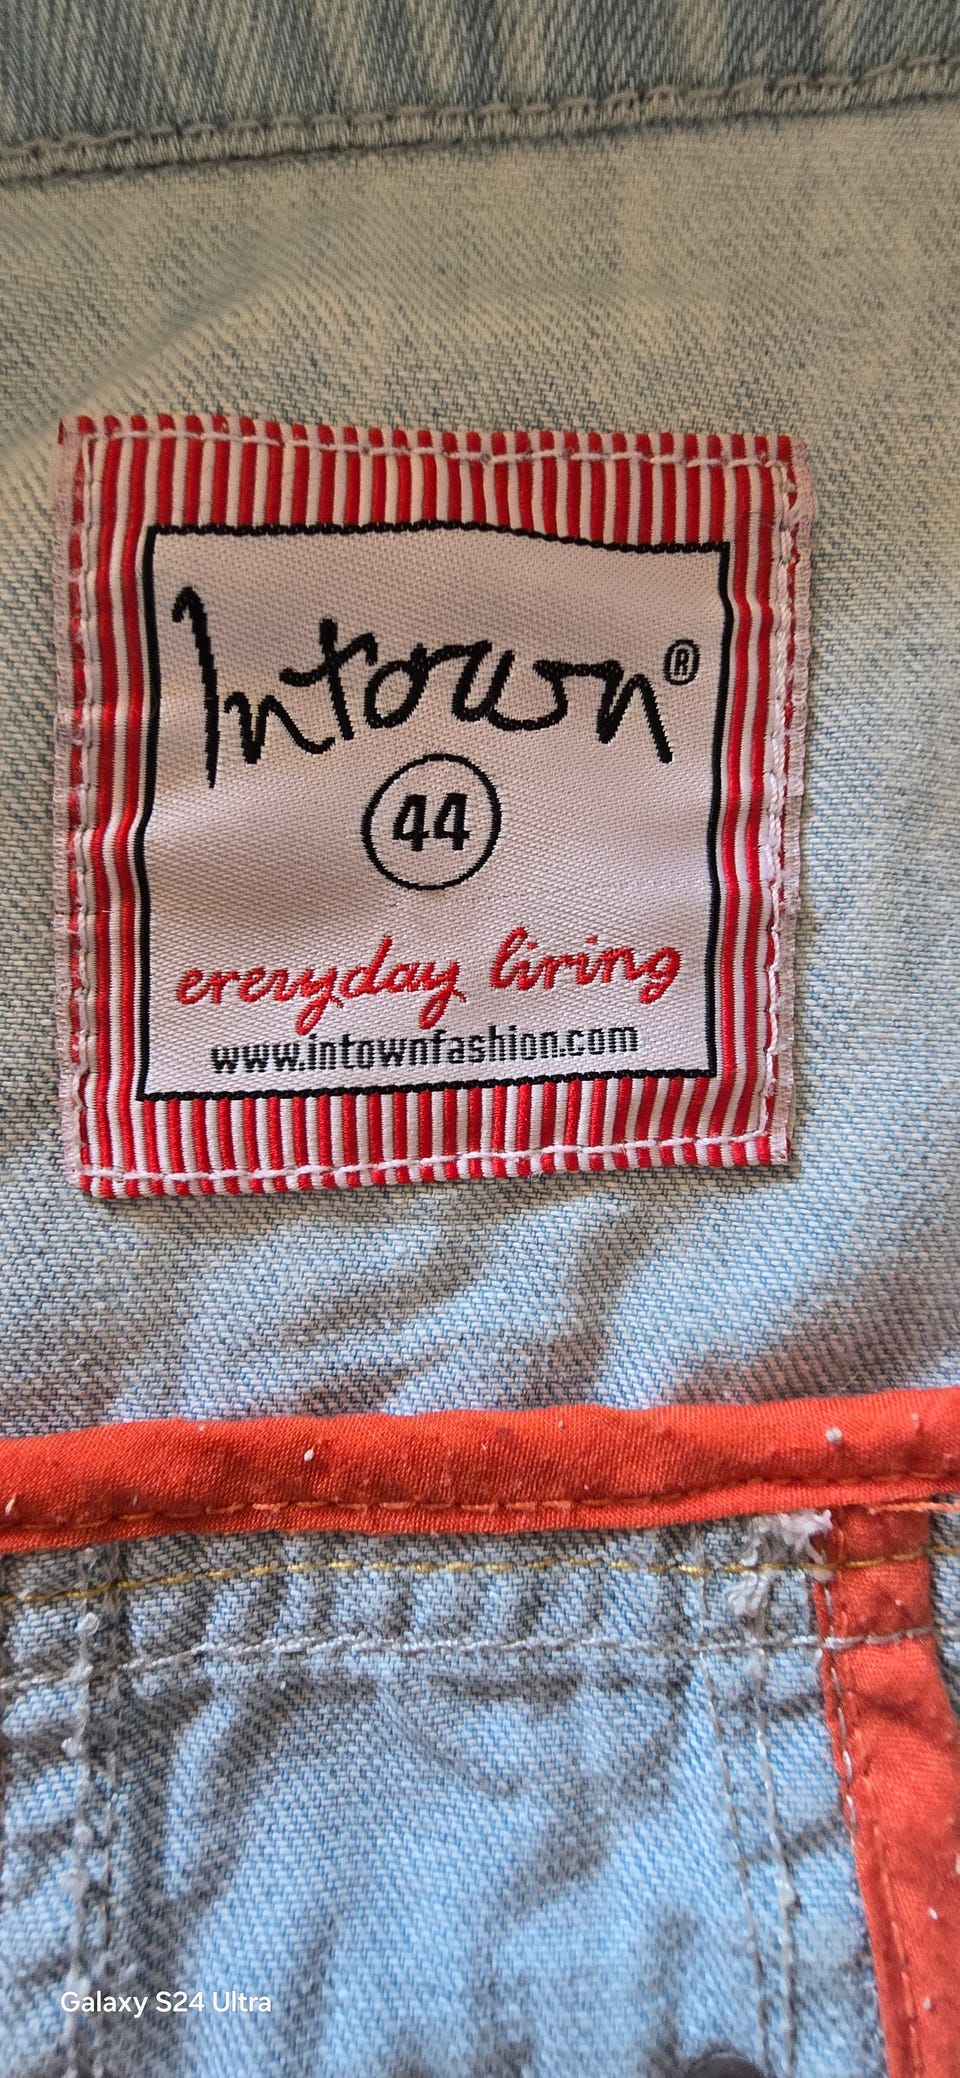 Intown®
44
everyday living
www.intownfashion.com
Galaxy S24 Ultra